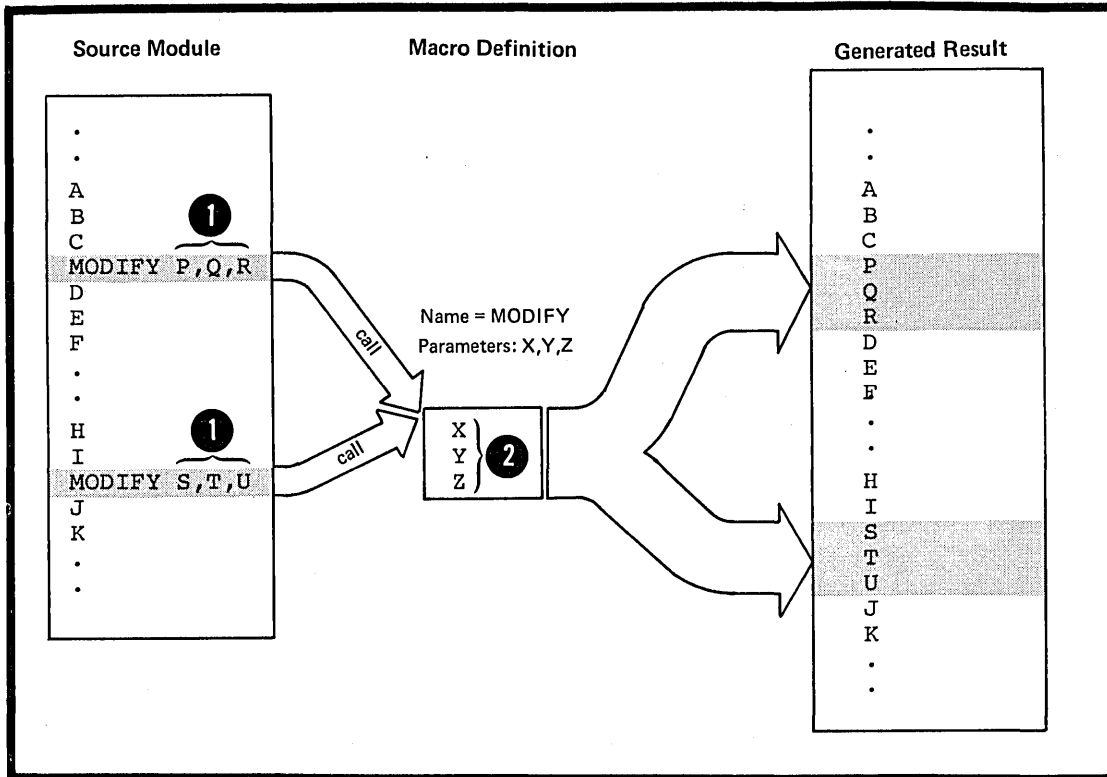 Source Module
.
.
A
B
1
C
MODIFY P,Q,R
D
E
F
.
.
H
1
I
MODIFY S,T,U
J
K
.
.
call
call
Macro Definition
Name = MODIFY
Parameters: X,Y,Z
X
Y
2
Z
Generated Result
.
.
A
B
C
P
Q
R
D
E
F
.
.
H
I
S
T
U
J
K
.
.